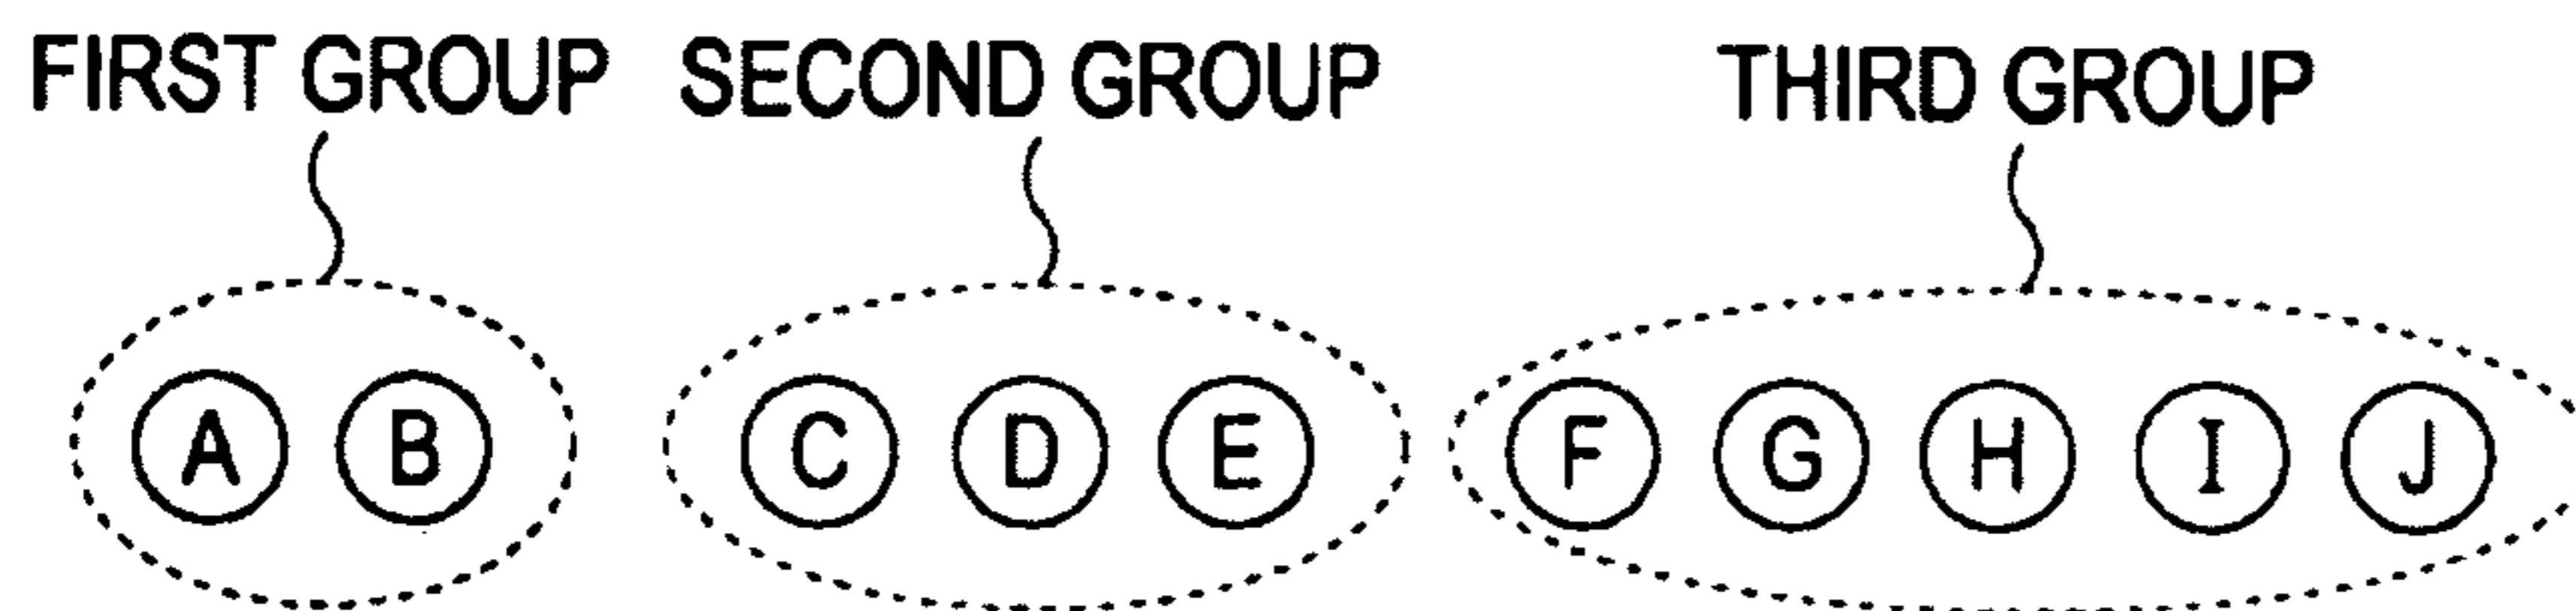 FIRST GROUP SECOND GROUP THIRD GROUP
A B C D E F G H I J